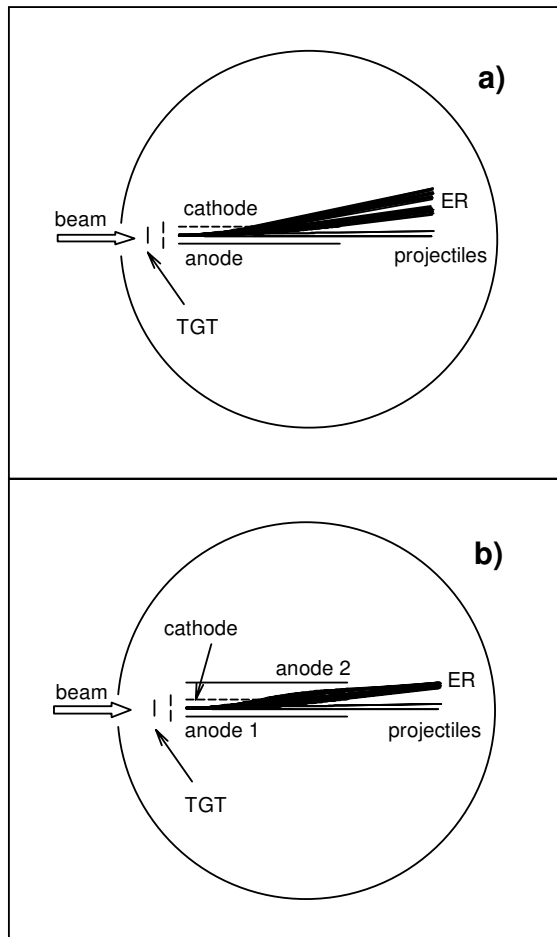 a)
ER
beam
cathode
anode
projectiles
TGT
b)
cathode
anode 2
beam
ER
anode 1
projectiles
TGT